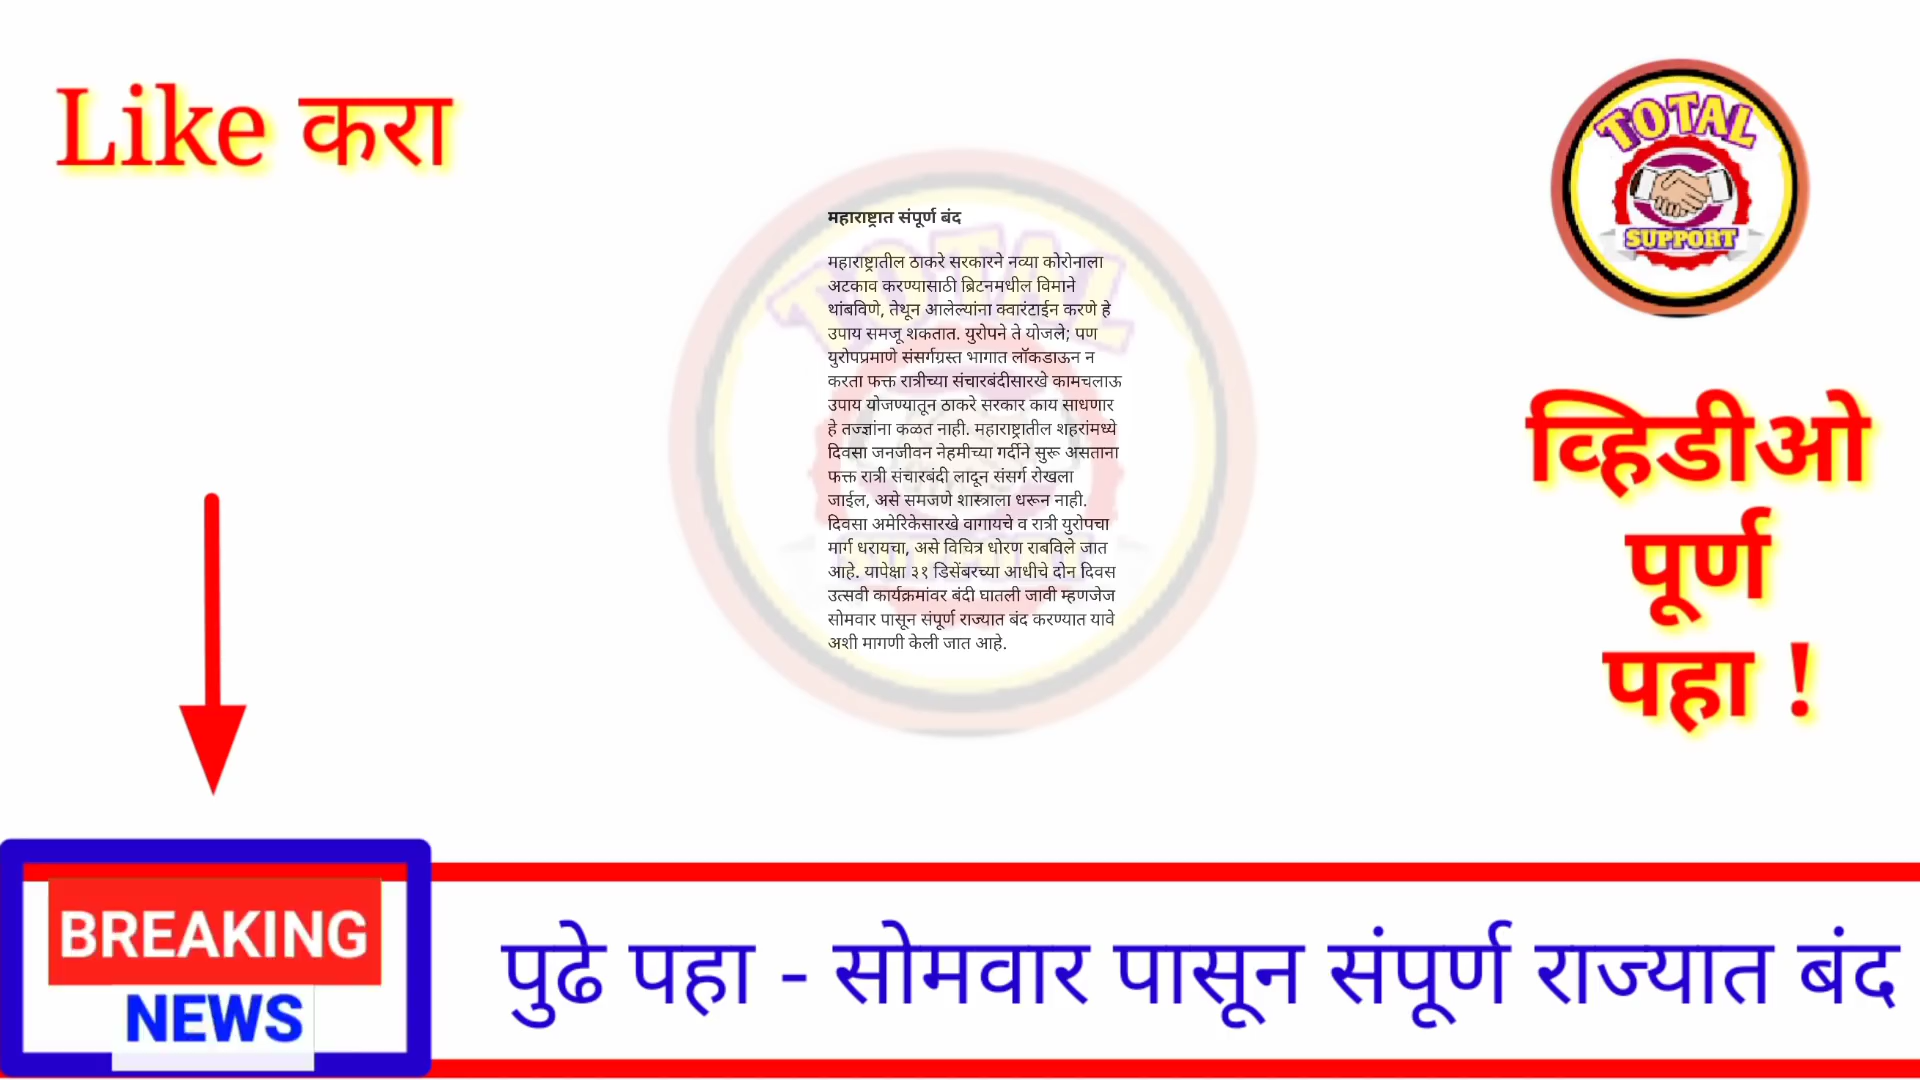 Like करा
TOTAL
SUPPORT
महाराष्ट्रात संपूर्ण बंद
महाराष्ट्रातील ठाकरे सरकारने नव्या कोरोनाला
अटकाव करण्यासाठी ब्रिटनमधील विमाने
थांबविणे, तेथून आलेल्यांना क्वारंटाईन करणे हे
उपाय समजू शकतात. युरोपने ते योजले; पण
युरोपप्रमाणे संसर्गग्रस्त भागात लॉकडाऊन न
करता फक्त रात्रीच्या संचारबंदीसारखे कामचलाऊ
उपाय योजण्यातून ठाकरे सरकार काय साधणार
हे तज्ज्ञांना कळत नाही. महाराष्ट्रातील शहरांमध्ये
दिवसा जनजीवन नेहमीच्या गर्दीने सुरू असताना
फक्त रात्री संचारबंदी लादून संसर्ग रोखला
जाईल, असे समजणे शास्त्राला धरून नाही.
दिवसा अमेरिकेसारखे वागायचे व रात्री युरोपचा
मार्ग धरायचा, असे विचित्र धोरण राबविले जात
आहे. यापेक्षा ३१ डिसेंबरच्या आधीचे दोन दिवस
उत्सवी कार्यक्रमांवर बंदी घातली जावी म्हणजेज
सोमवार पासून संपूर्ण राज्यात बंद करण्यात यावे
अशी मागणी केली जात आहे.
व्हिडीओ
पूर्ण
पहा !
BREAKING
NEWS
पुढे पहा - सोमवार पासून संपूर्ण राज्यात बंद